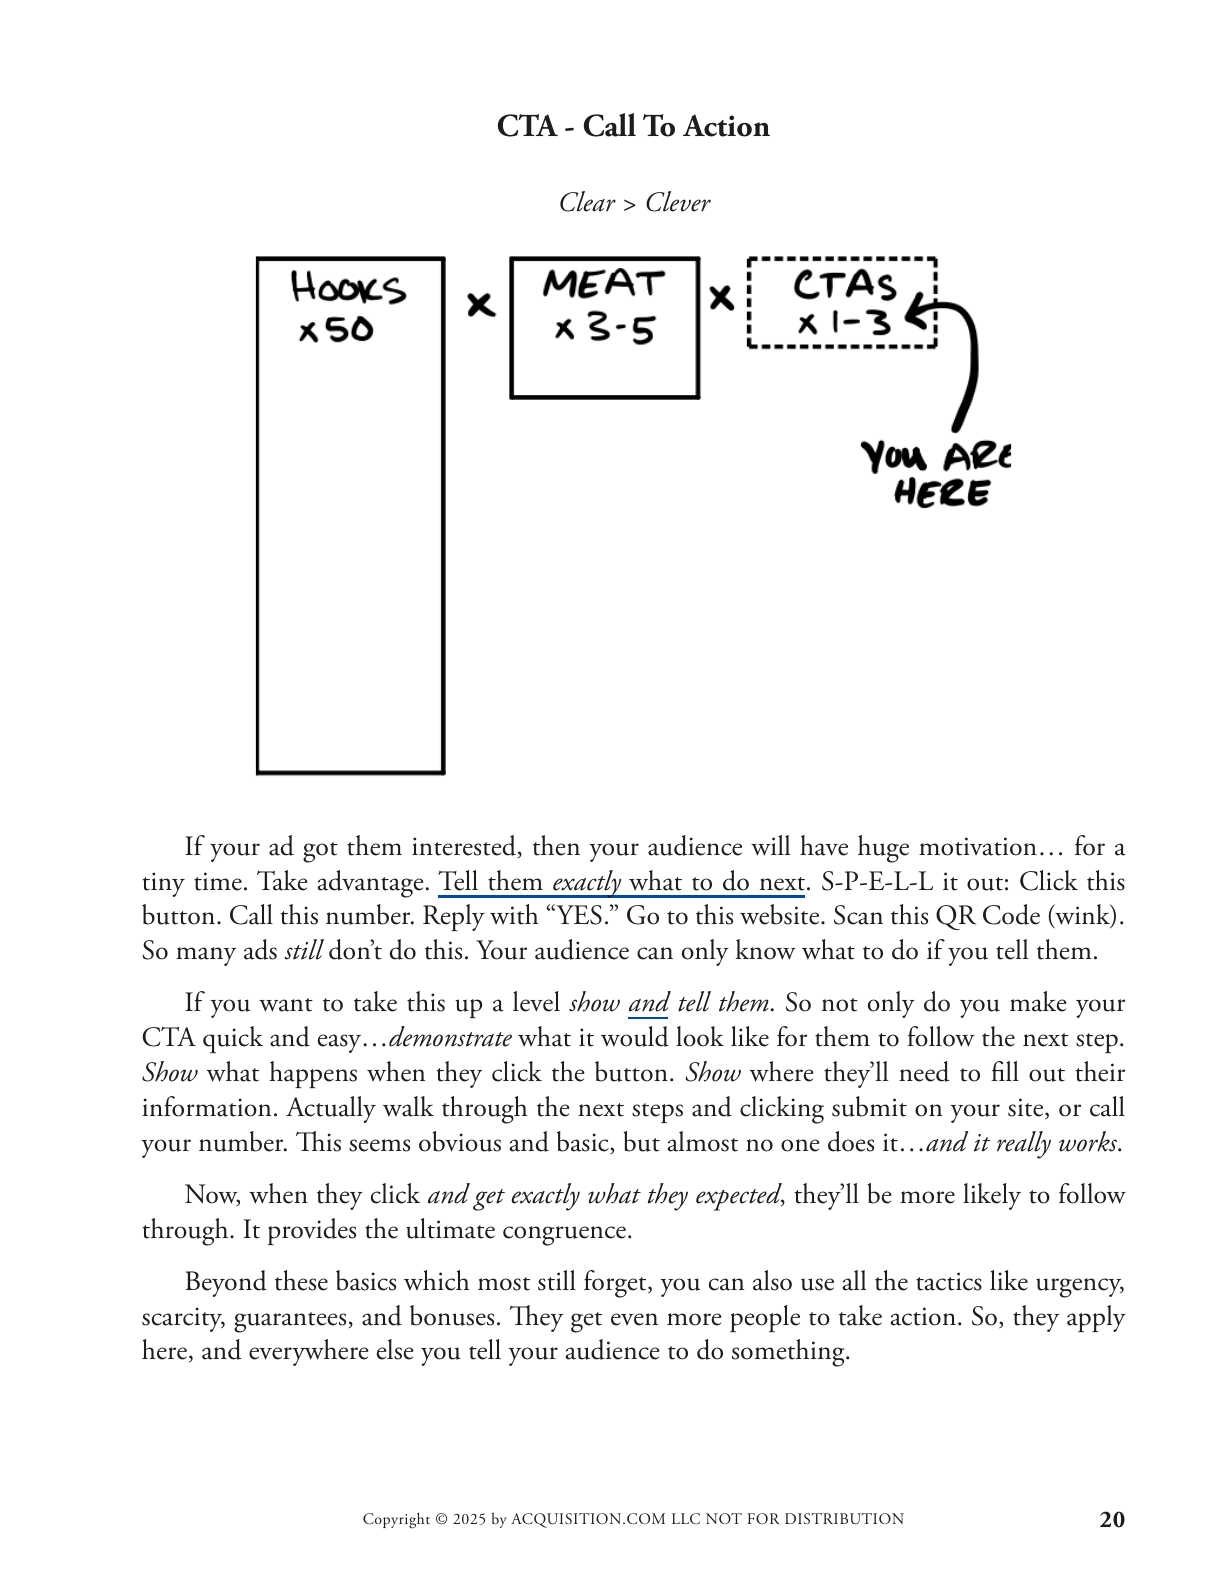 CTA - Call To Action
Clear > Clever
HOOKS
x50
x
MEAT
x 3-5
x
CTAS
x 1-3
YOU ARE
HERE
If your ad got them interested, then your audience will have huge motivation… for a
tiny time. Take advantage. Tell them exactly what to do next. S-P-E-L-L it out: Click this
button. Call this number. Reply with “YES.” Go to this website. Scan this QR Code (wink).
So many ads still don’t do this. Your audience can only know what to do if you tell them.
If you want to take this up a level show and tell them. So not only do you make your
CTA quick and easy…demonstrate what it would look like for them to follow the next step.
Show what happens when they click the button. Show where they’ll need to fill out their
information. Actually walk through the next steps and clicking submit on your site, or call
your number. This seems obvious and basic, but almost no one does it…and it really works.
Now, when they click and get exactly what they expected, they’ll be more likely to follow
through. It provides the ultimate congruence.
Beyond these basics which most still forget, you can also use all the tactics like urgency,
scarcity, guarantees, and bonuses. They get even more people to take action. So, they apply
here, and everywhere else you tell your audience to do something.
Copyright © 2025 by ACQUISITION.COM LLC NOT FOR DISTRIBUTION
20